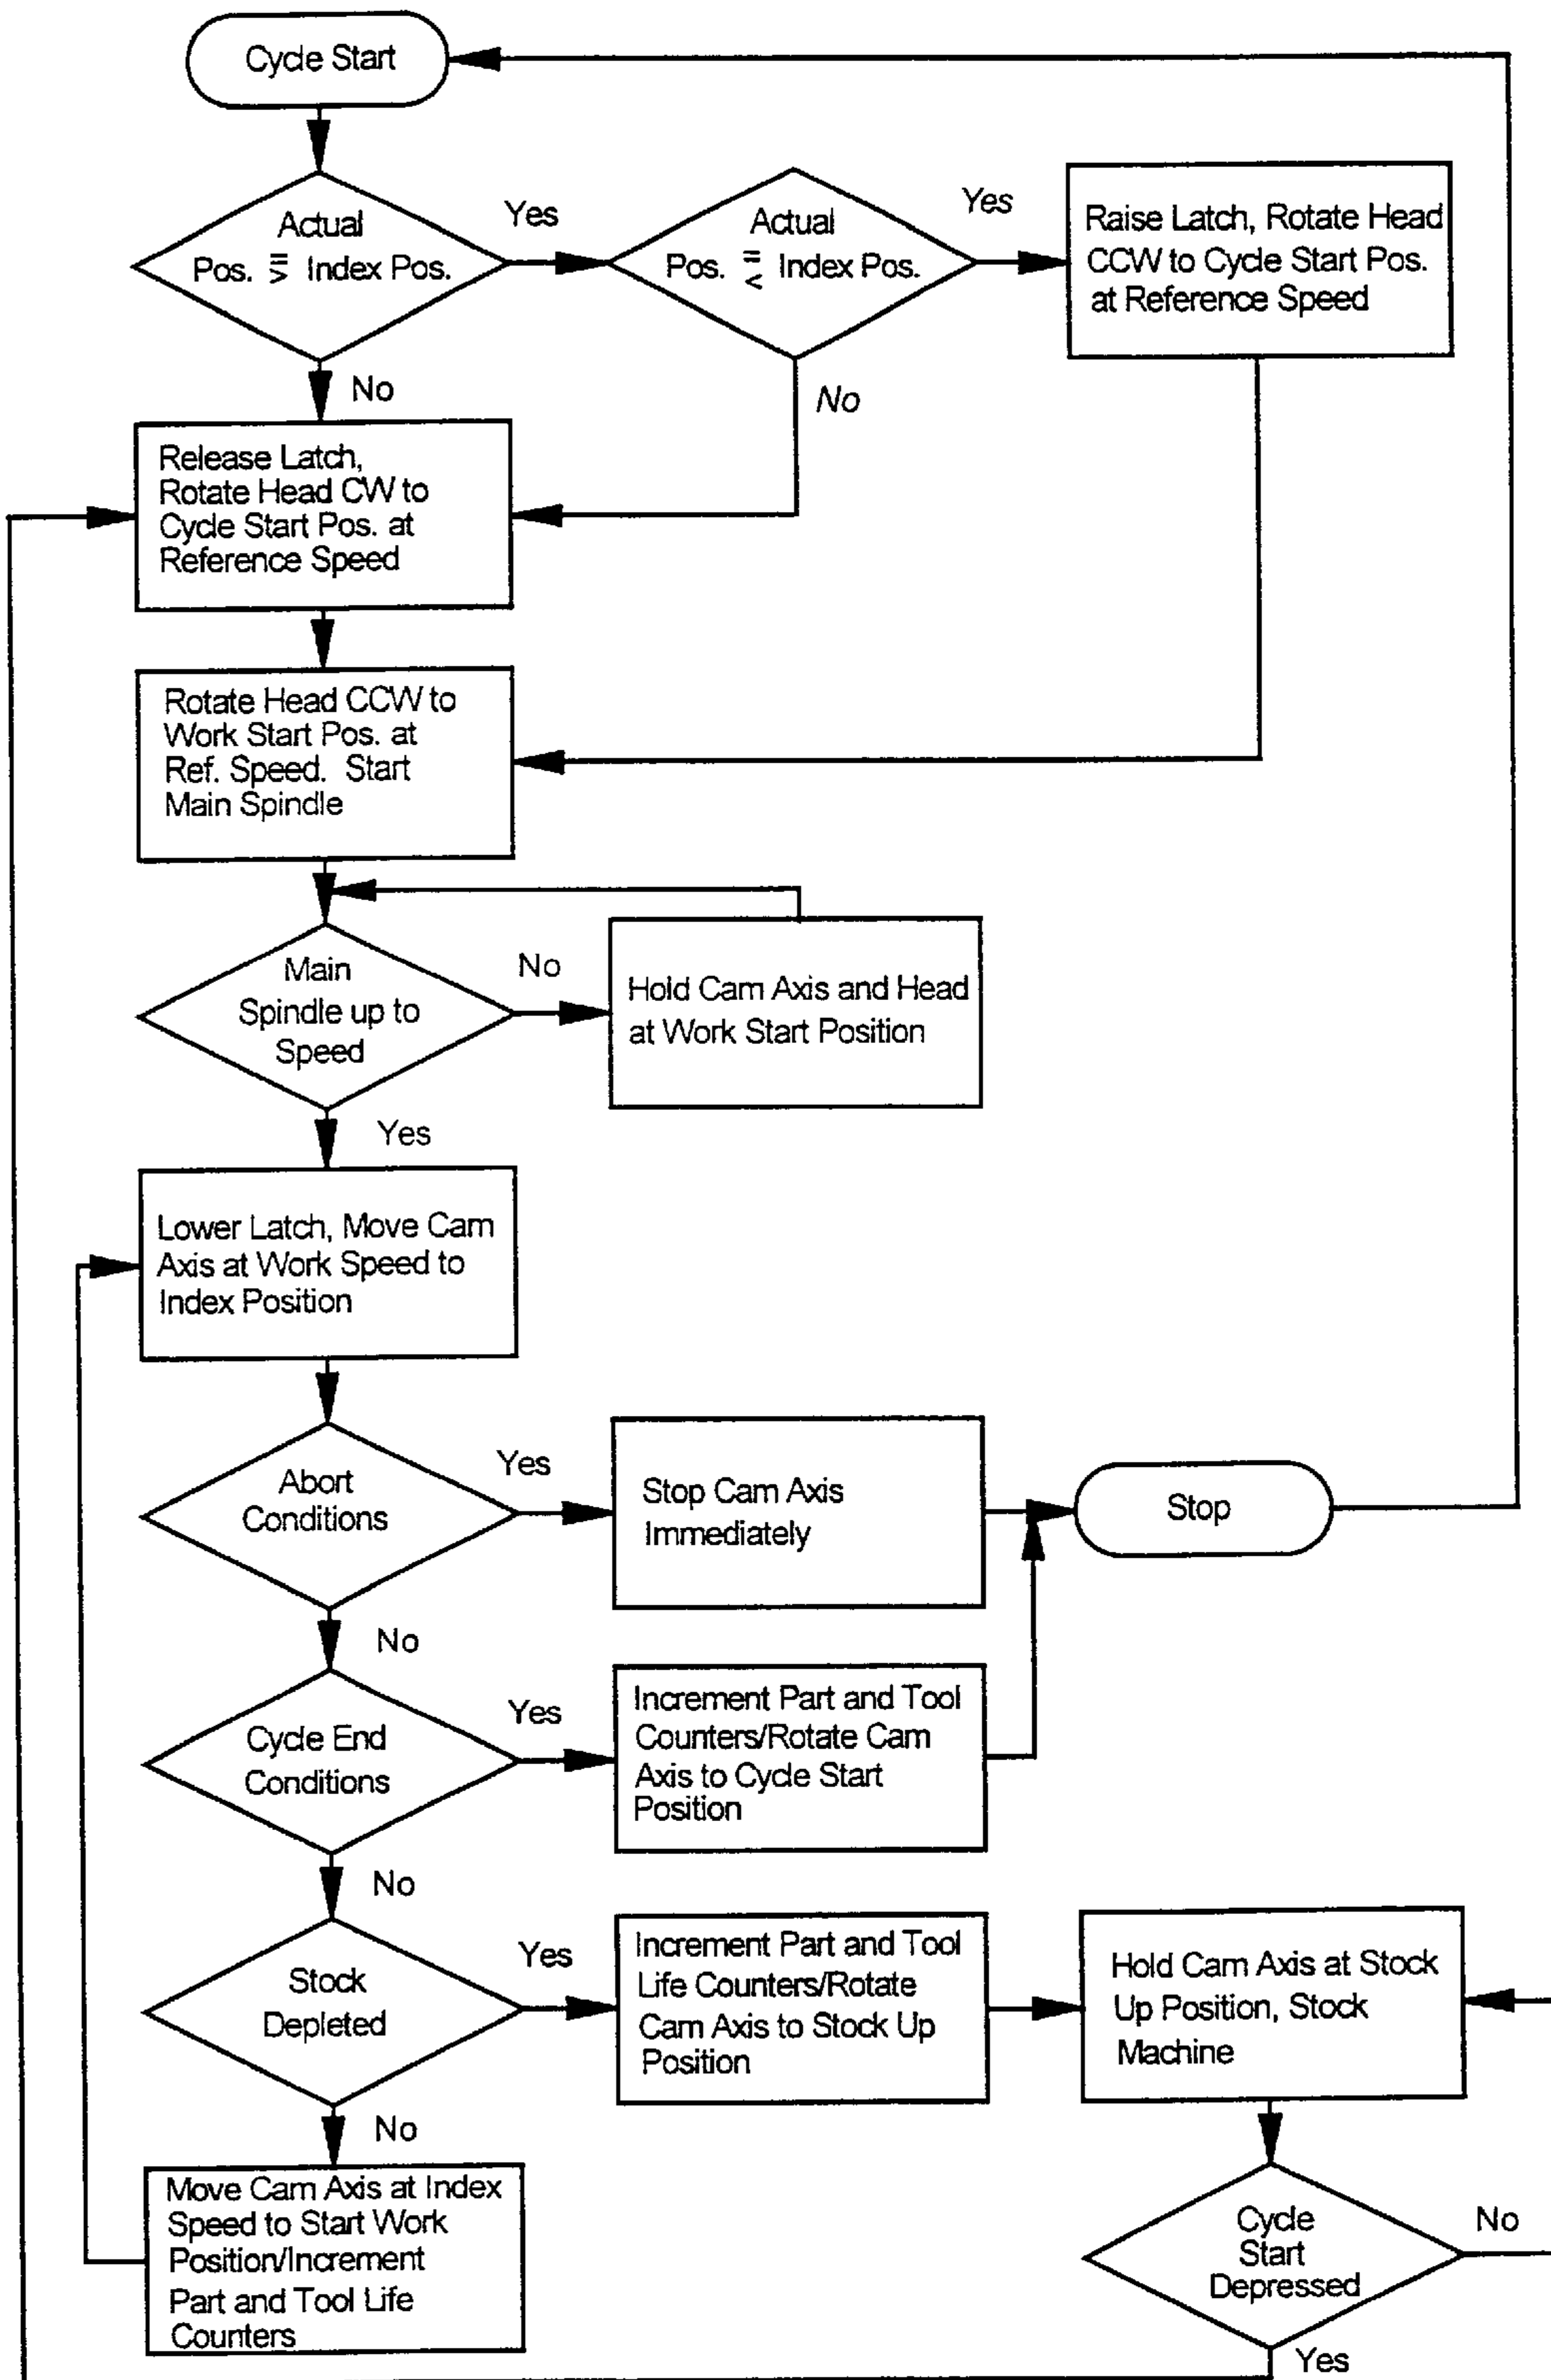 Cycle Start
Actual
Pos. = > Index Pos.
Yes
Actual
Pos. = < Index Pos.
Yes
Raise Latch, Rotate Head
CCW to Cycle Start Pos.
at Reference Speed
No
No
Release Latch,
Rotate Head CW to
Cycle Start Pos. at
Reference Speed
Rotate Head CCW to
Work Start Pos. at
Ref. Speed. Start
Main Spindle
Main
Spindle up to
Speed
No
Hold Cam Axis and Head
at Work Start Position
Yes
Lower Latch, Move Cam
Axis at Work Speed to
Index Position
Abort
Conditions
Yes
Stop Cam Axis
Immediately
Stop
No
Cycle End
Conditions
Yes
Increment Part and Tool
Counters/Rotate Cam
Axis to Cycle Start
Position
No
Stock
Depleted
Yes
Increment Part and Tool
Life Counters/Rotate
Cam Axis to Stock Up
Position
Hold Cam Axis at Stock
Up Position, Stock
Machine
No
Move Cam Axis at Index
Speed to Start Work
Position/Increment
Part and Tool Life
Counters
Cycle
Start
Depressed
No
Yes